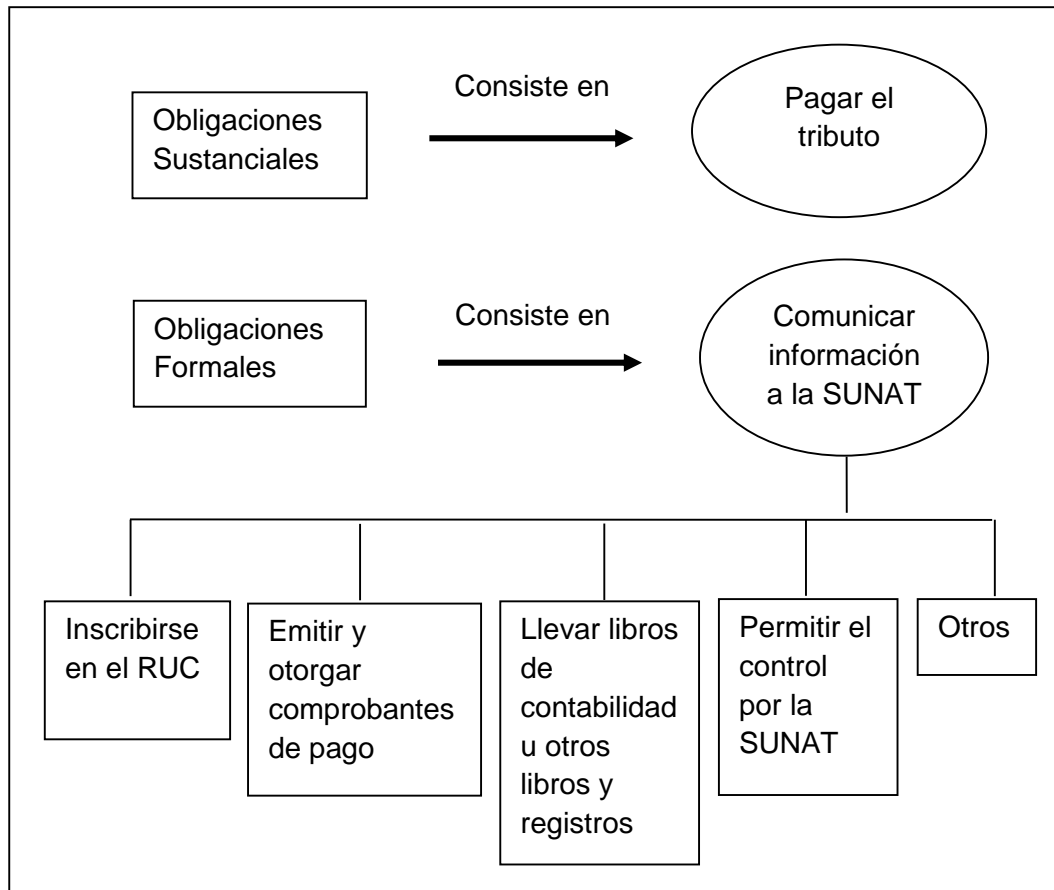 Obligaciones
Sustanciales
Consiste en
Pagar el
tributo
Obligaciones
Formales
Consiste en
Comunicar
información
a la SUNAT
Inscribirse
en el RUC
Emitir y
otorgar
comprobantes
de pago
Llevar libros
de
contabilidad
u otros
libros y
registros
Permitir el
control
por la
SUNAT
Otros